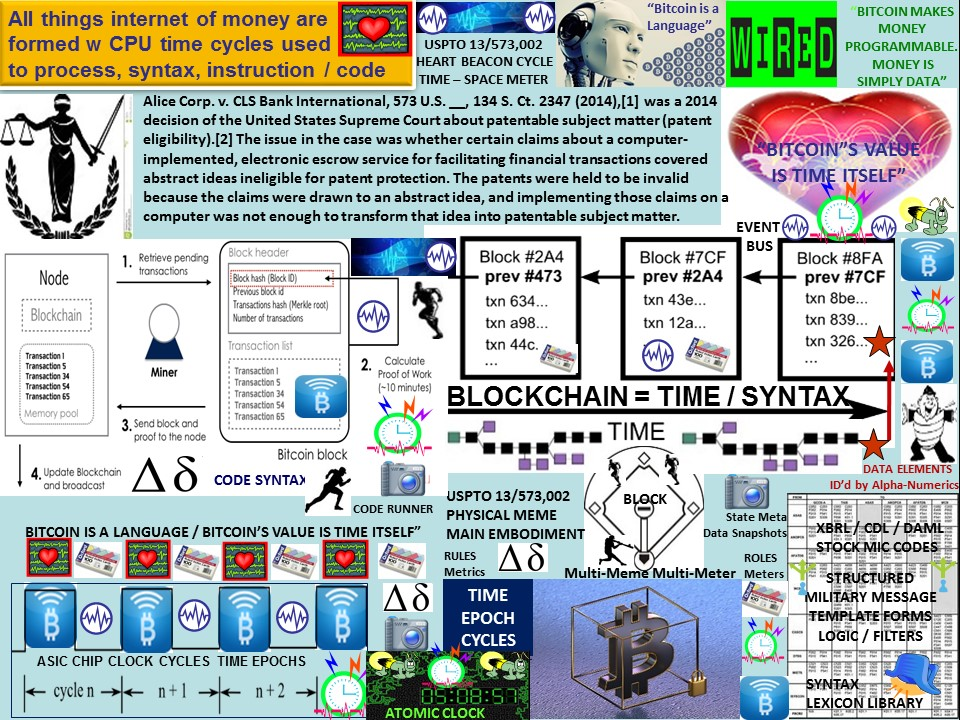 All things internet of money are
formed w CPU time cycles used
to process, syntax, instruction / code
USPTO 13/573,002
HEART BEACON CYCLE
TIME – SPACE METER
“Bitcoin is a
Language”
WIRED
“BITCOIN MAKES
MONEY
PROGRAMMABLE.
MONEY IS
SIMPLY DATA”
Alice Corp. v. CLS Bank International, 573 U.S. __, 134 S. Ct. 2347 (2014),[1] was a 2014
decision of the United States Supreme Court about patentable subject matter (patent
eligibility).[2] The issue in the case was whether certain claims about a computer-
implemented, electronic escrow service for facilitating financial transactions covered
abstract ideas ineligible for patent protection. The patents were held to be invalid
because the claims were drawn to an abstract idea, and implementing those claims on a
computer was not enough to transform that idea into patentable subject matter.
“BITCOIN”S VALUE
IS TIME ITSELF”
EVENT
BUS
Node
Blockchain
Transaction I
Transaction 5
Transaction 34
Transaction 54
Transaction 65
Memory pool
1. Retrieve pending
transactions
Miner
3. Send block and
proof to the node
4. Update Blockchain
and broadcast
Block header
Block hash (Block ID)
Previous block id
Transactions hash (Merkle root)
Number of transactions
Transaction list
Transaction I
Transaction 5
Transaction 34
Transaction 54
Transaction 65
Bitcoin block
2. Calculate
Proof of Work
(~10 minutes)
Block #2A4
prev #473
txn 634...
txn a98...
txn 44c.
...
Block #7CF
prev #2A4
txn 43e...
txn 12a...
...
Block #8FA
prev #7CF
txn 8be...
txn 839...
txn 326...
...
BLOCKCHAIN = TIME / SYNTAX
TIME
Δδ
CODE SYNTAX
CODE RUNNER
DATA ELEMENTS
ID’d by Alpha-Numerics
USPTO 13/573,002
PHYSICAL MEME
MAIN EMBODIMENT
BLOCK
State Meta
Data Snapshots
BITCOIN IS A LANGUAGE / BITCOIN’S VALUE IS TIME ITSELF”
RULES
Metrics
Δδ
Multi-Meme Multi-Meter
ROLES
Meters
XBRL / CDL / DAML
STOCK MIC CODES
STRUCTURED
MILITARY MESSAGE
TEMPLATE FORMS
LOGIC / FILTERS
SYNTAX
LEXICON LIBRARY
100
Δδ
TIME
EPOCH
CYCLES
ASIC CHIP CLOCK CYCLES TIME EPOCHS
cycle n
n + 1
n + 2
05:08:57
ATOMIC CLOCK